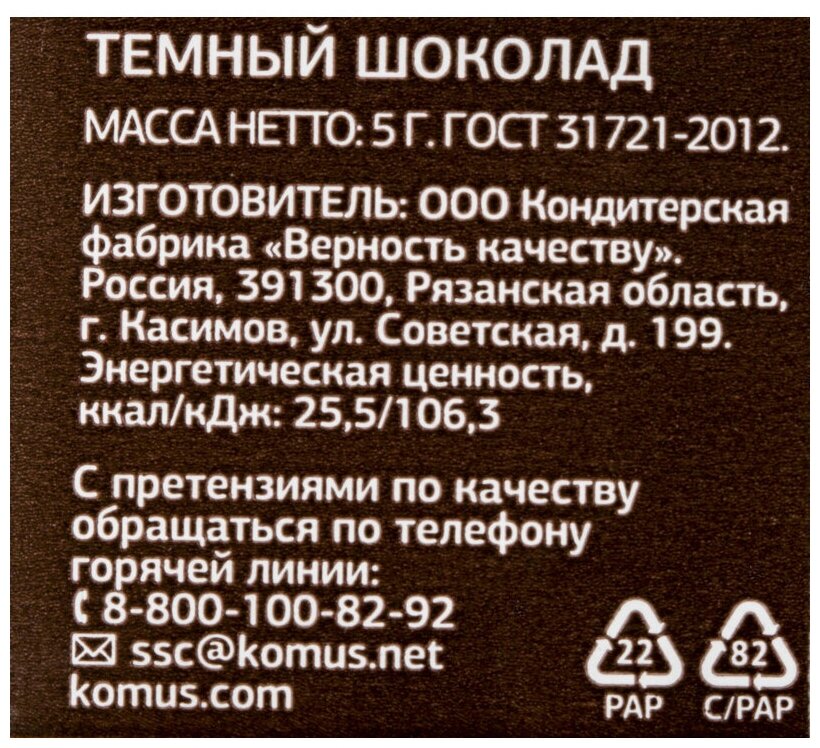 ТЕМНЫЙ ШОКОЛАД
МАССА НЕТТО: 5 Г. ГОСТ 31721-2012.
ИЗГОТОВИТЕЛЬ: ООО Кондитерская
фабрика «Верность качеству».
Россия, 391300, Рязанская область,
г. Касимов, ул. Советская, д. 199.
Энергетическая ценность,
ккал/кДж: 25,5/106,3
С претензиями по качеству
обращаться по телефону
горячей линии:
8-800-100-82-92
ssc@komus.net
komus.com
22
PAP
82
C/PAP